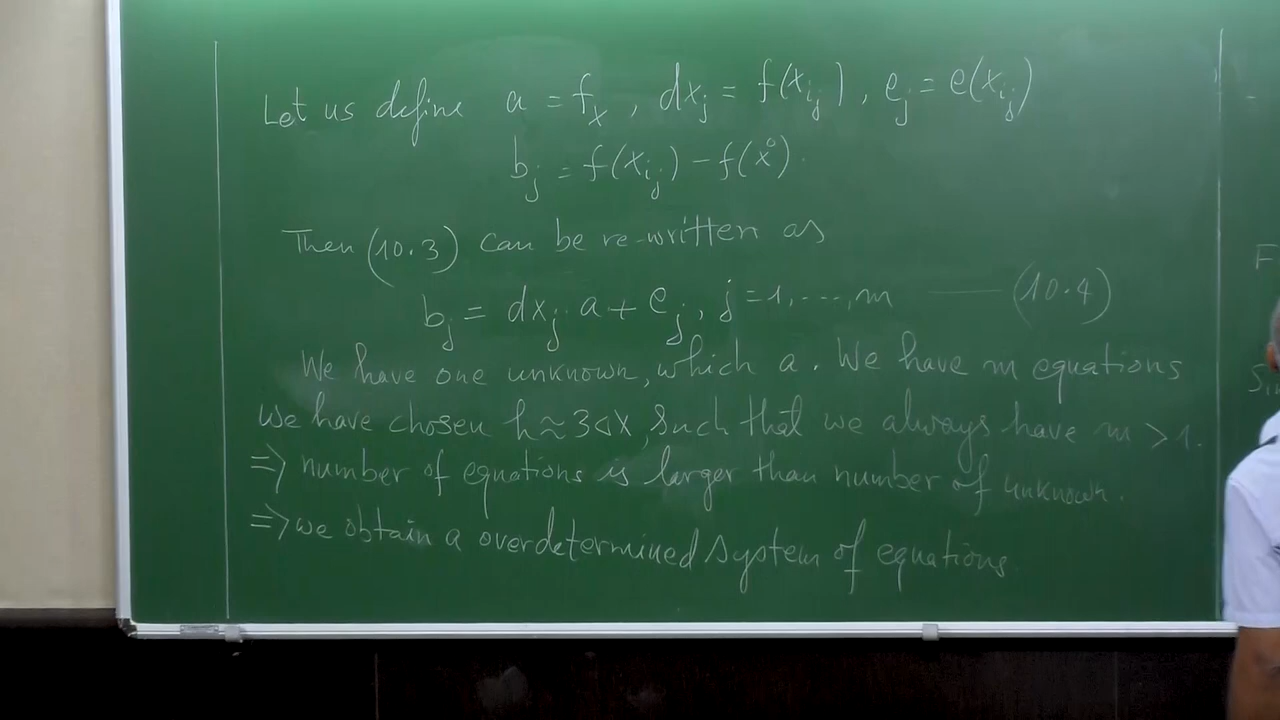 Let us define a = f_x , dx_j = f(x_{i_j}) , e_j = e(x_{i_j})
b_j = f(x_{i_j}) - f(x^0).
Then (10.3) can be re-written as
b_j = dx_j a + e_j , j = 1, ..., m —— (10.4)
We have one unknown, which a. We have m equations
we have chosen h ≈ 3Δx, such that we always have m > 1.
=> number of equations is larger than number of unknown.
=> we obtain a overdetermined system of equations